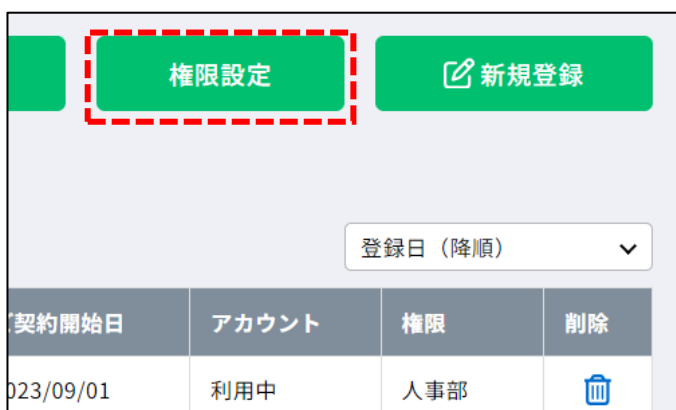 権限設定
新規登録
登録日（降順）
契約開始日 アカウント 権限 削除
023/09/01 利用中 人事部